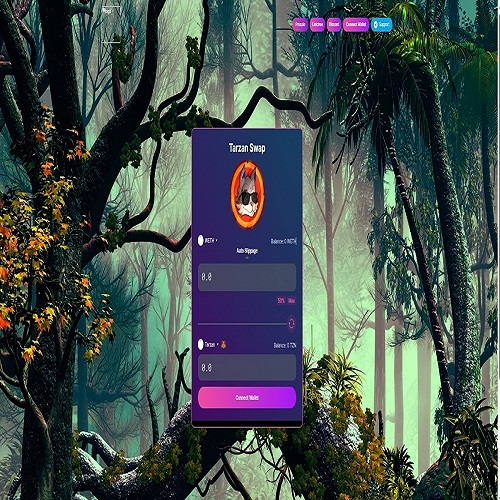 Presale
Linktree
Discord
Connect Wallet
Support
Tarzan Swap
WETH
Balance: 0 WETH
Auto Slippage
0.0
50%
Max
Tarzan
Balance: 0 TZN
0.0
Connect Wallet